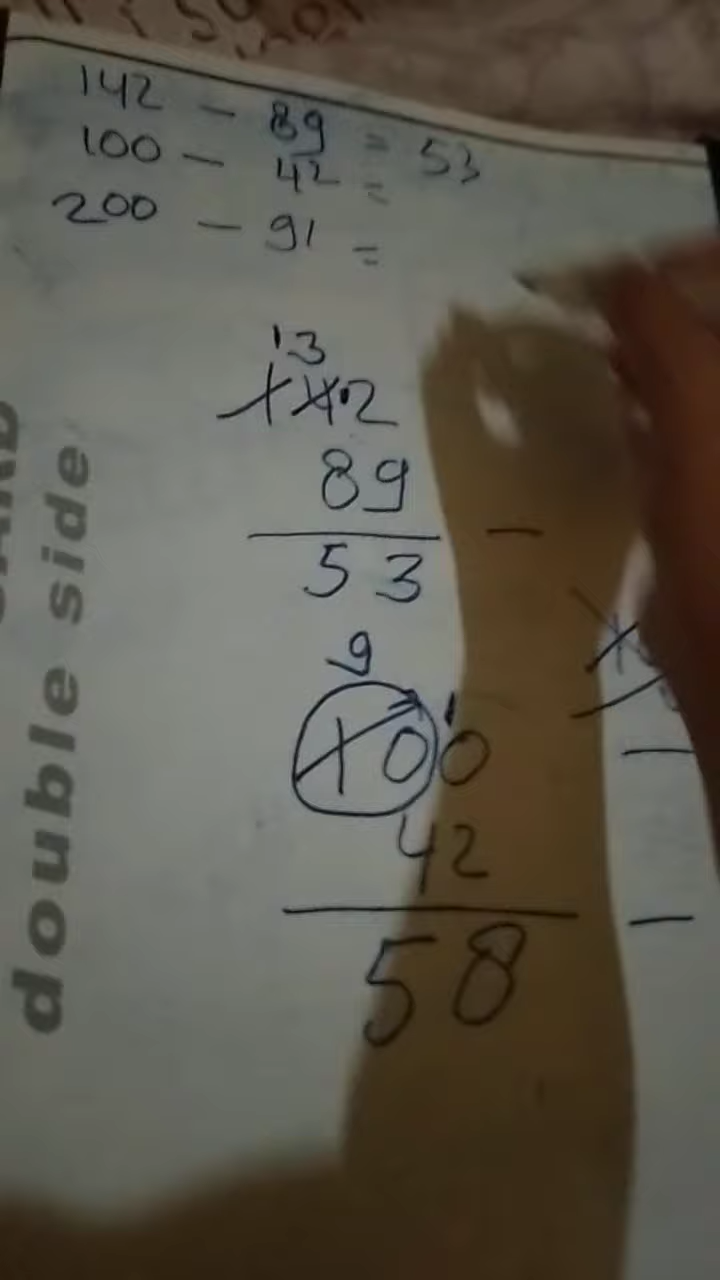 142 - 89 = 53
100 - 42 =
200 - 91 =
13
142
89
53
9
100
42
58
double side